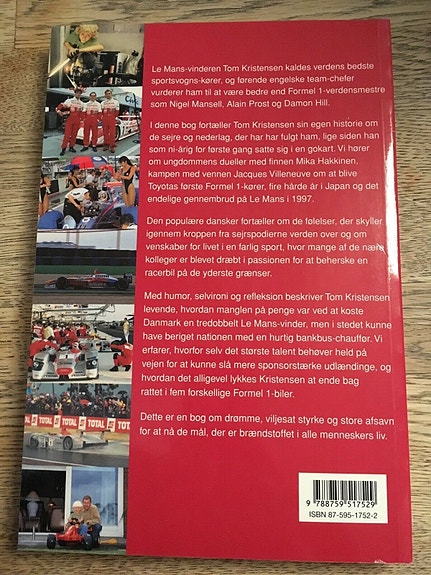 Le Mans-vinderen Tom Kristensen kaldes verdens bedste
sportsvogns-kører, og førende engelske team-chefer
vurderer ham til at være bedre end Formel 1-verdensmestre
som Nigel Mansell, Alain Prost og Damon Hill.
I denne bog fortæller Tom Kristensen sin egen historie om
de sejre og nederlag, der har har fulgt ham, lige siden han
som ni-årig for første gang satte sig i en gokart. Vi hører
om ungdommens dueller med finnen Mika Hakkinen,
kampen med vennen Jacques Villeneuve om at blive
Toyotas første Formel 1-kører, fire hårde år i Japan og det
endelige gennembrud på Le Mans i 1997.
Den populære dansker fortæller om de følelser, der skyller
igennem kroppen fra sejrspodierne verden over og om
venskaber for livet i en farlig sport, hvor mange af de nære
kolleger er blevet dræbt i passionen for at beherske en
racerbil på de yderste grænser.
Med humor, selvironi og refleksion beskriver Tom Kristensen
levende, hvordan manglen på penge var ved at koste
Danmark en tredobbelt Le Mans-vinder, men i stedet kunne
have beriget nationen med en hurtig bankbus-chauffør. Vi
erfarer, hvorfor selv det største talent behøver held på
vejen for at kunne slå mere sponsorstærke udlændinge, og
hvordan det alligevel lykkes Kristensen at ende bag
rattet i fem forskellige Formel 1-biler.
Dette er en bog om drømme, viljesat styrke og store afsavn
for at nå de mål, der er brændstoffet i alle menneskers liv.
TOTAL
TOTAL
9 788759 517529
ISBN 87-595-1752-2